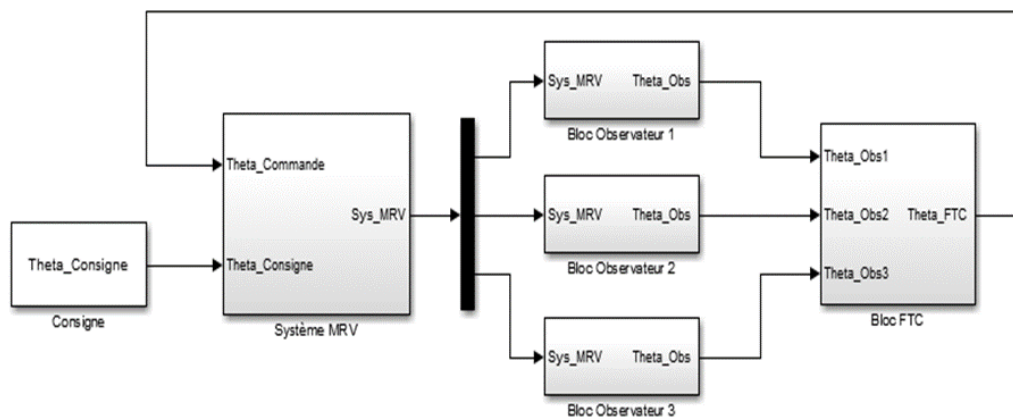 Sys_MRV Theta_Obs
Bloc Observateur 1
Theta_Commande
Sys_MRV
Theta_Consigne
Système MRV
Theta_Consigne
Consigne
Sys_MRV Theta_Obs
Bloc Observateur 2
Sys_MRV Theta_Obs
Bloc Observateur 3
Theta_Obs1
Theta_Obs2 Theta_FTC
Theta_Obs3
Bloc FTC